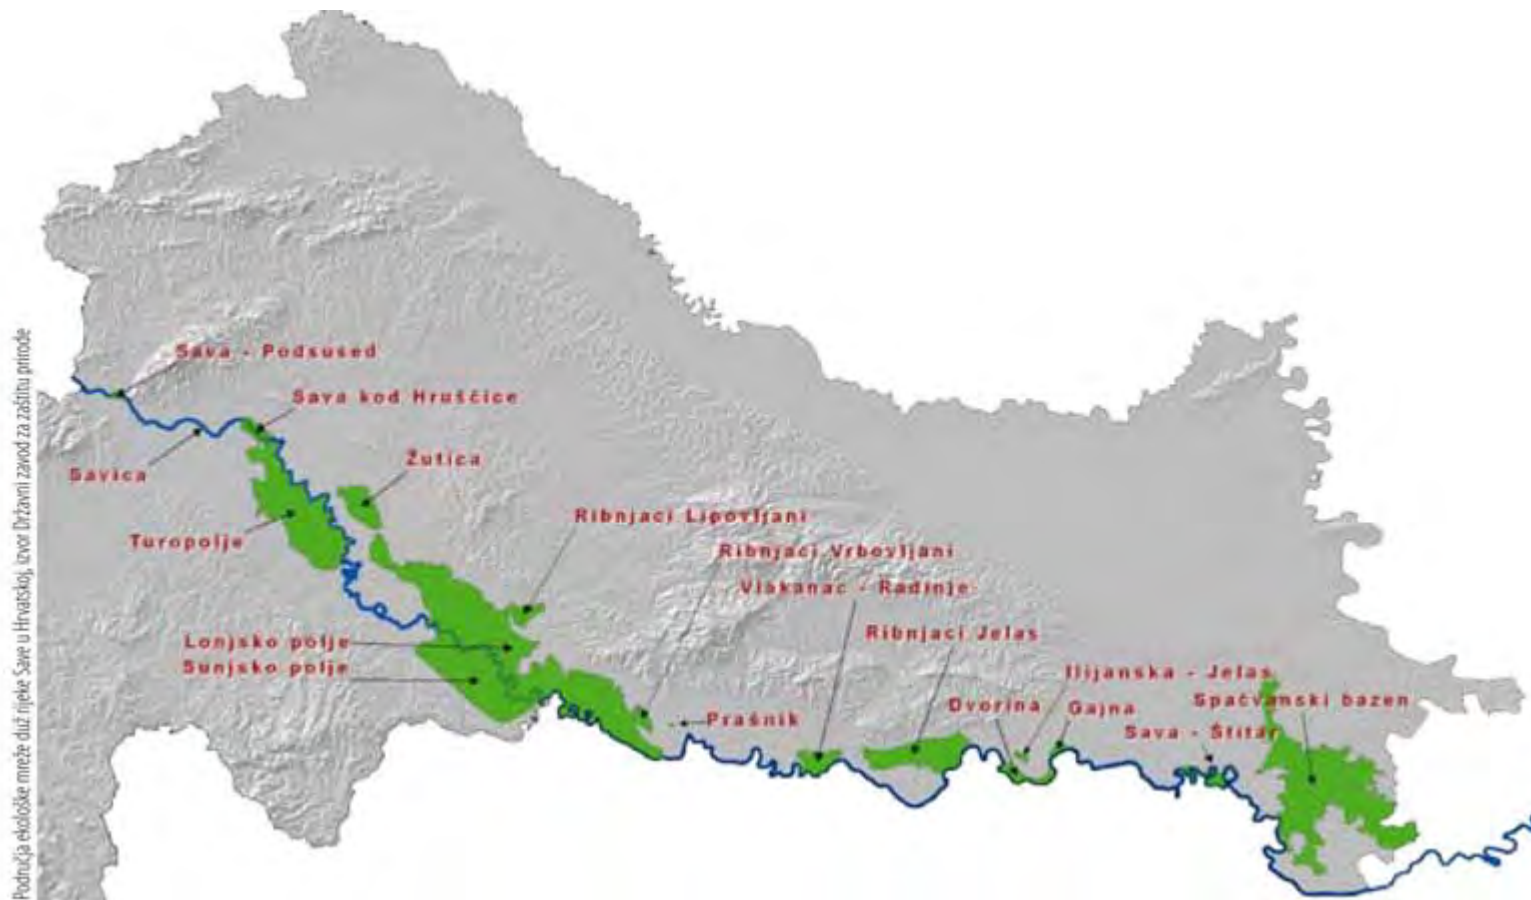 Područja ekološke mreže duž rijeke Save u Hrvatskoj, izvor Državni zavod za zaštitu prirode
Sava - Podsused
Sava kod Hruščice
Savica
Žutica
Turopolje
Ribnjaci Lipovljani
Ribnjaci Vrbovljani
Vlakanac - Radinje
Ribnjaci Jelas
Lonjsko polje
Sunjsko polje
Ilijanska - Jelas
Dvorina
Gajna
Spačvanski bazen
Prašnik
Sava - Štitar